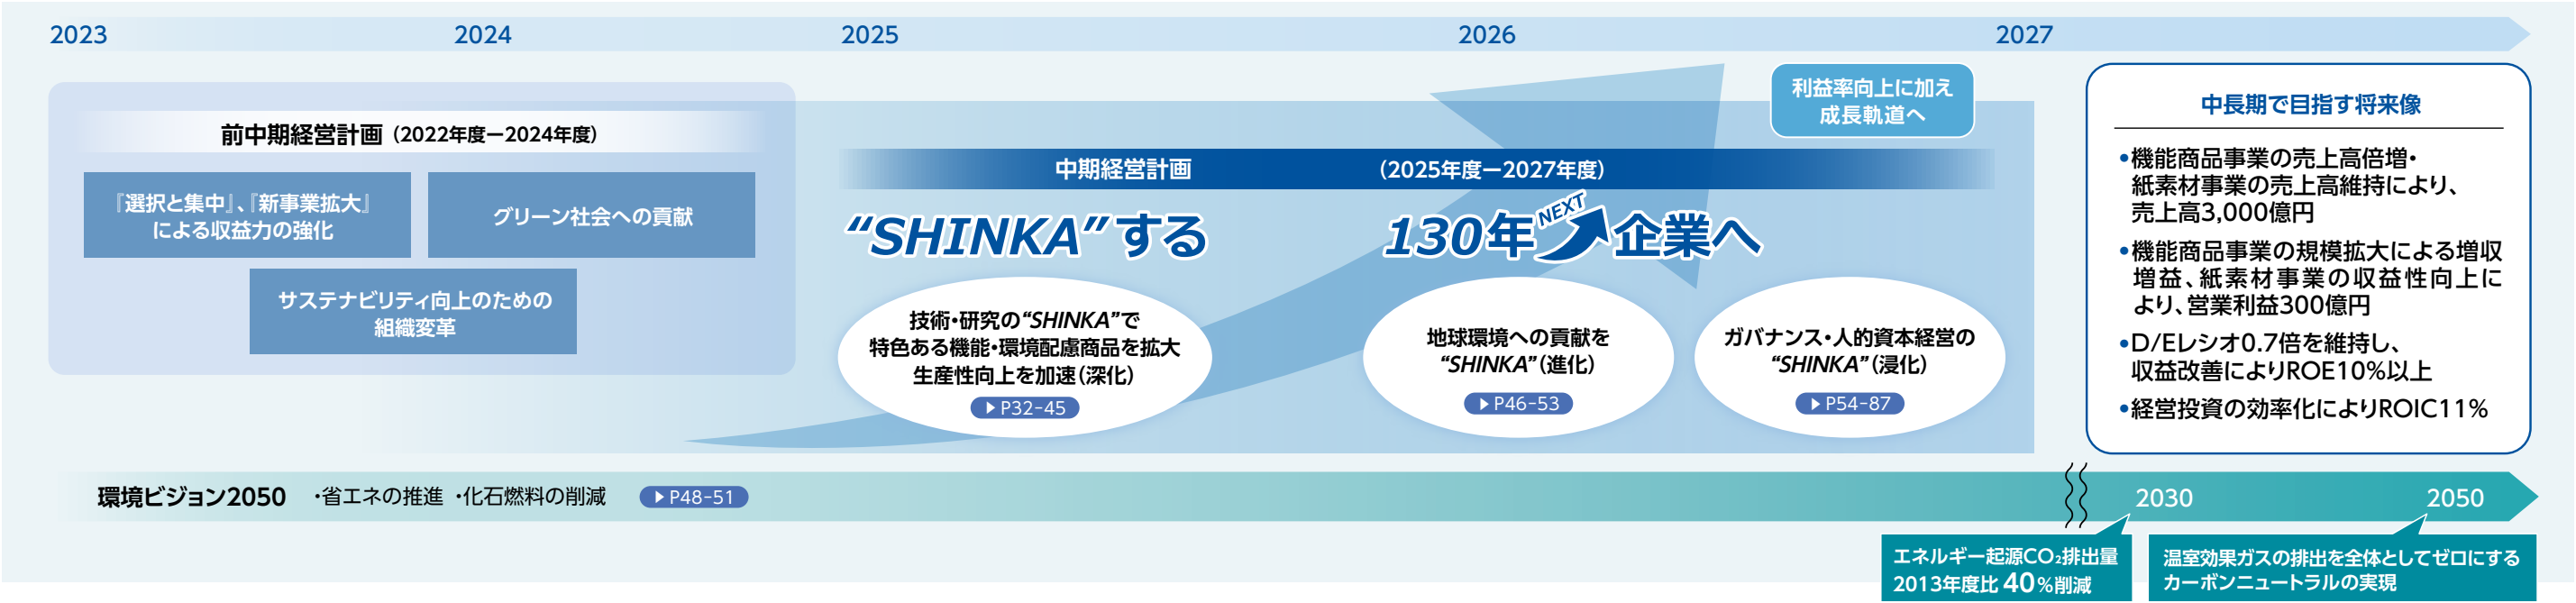 2023
2024
2025
2026
2027
前中期経営計画（2022年度ー2024年度）
『選択と集中』、『新事業拡大』
による収益力の強化
グリーン社会への貢献
サステナビリティ向上のための
組織変革
利益率向上に加え
成長軌道へ
中期経営計画　（2025年度ー2027年度）
“SHINKA”する　130年NEXT企業へ
技術・研究の“SHINKA”で
特色ある機能・環境配慮商品を拡大
生産性向上を加速（深化）
▶P32-45
地球環境への貢献を
“SHINKA”（進化）
▶P46-53
ガバナンス・人的資本経営の
“SHINKA”（浸化）
▶P54-87
中長期で目指す将来像
•機能商品事業の売上高倍増・
紙素材事業の売上高維持により、
売上高3,000億円
•機能商品事業の規模拡大による増収
増益、紙素材事業の収益性向上に
より、営業利益300億円
•D/Eレシオ0.7倍を維持し、
収益改善によりROE10%以上
•経営投資の効率化によりROIC11%
環境ビジョン2050　・省エネの推進　・化石燃料の削減　▶P48-51
2030
2050
エネルギー起源CO₂排出量
2013年度比 40%削減
温室効果ガスの排出を全体としてゼロにする
カーボンニュートラルの実現